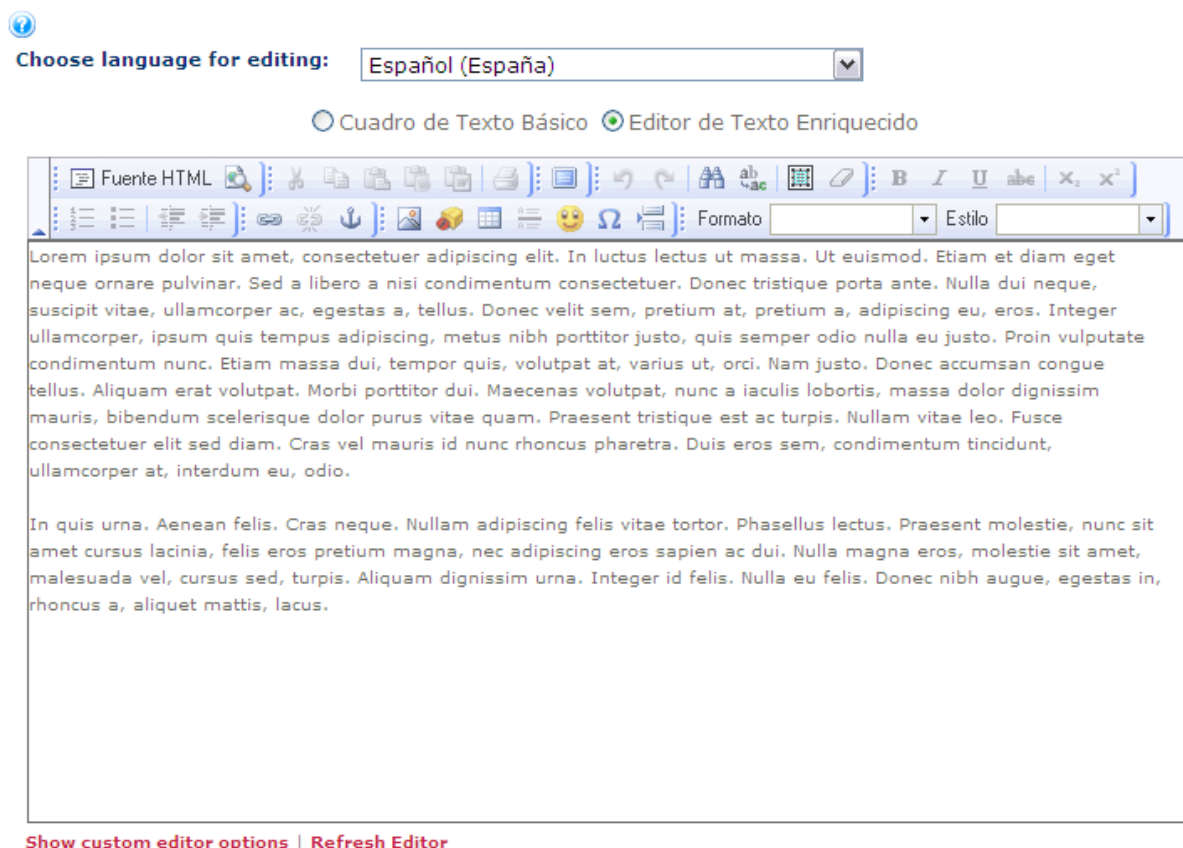 Choose language for editing: Español (España)
Cuadro de Texto Básico Editor de Texto Enriquecido
Fuente HTML ab ac B I U abc x₂ x²
Ω Formato Estilo
Lorem ipsum dolor sit amet, consectetuer adipiscing elit. In luctus lectus ut massa. Ut euismod. Etiam et diam eget
neque ornare pulvinar. Sed a libero a nisi condimentum consectetuer. Donec tristique porta ante. Nulla dui neque,
suscipit vitae, ullamcorper ac, egestas a, tellus. Donec velit sem, pretium at, pretium a, adipiscing eu, eros. Integer
ullamcorper, ipsum quis tempus adipiscing, metus nibh porttitor justo, quis semper odio nulla eu justo. Proin vulputate
condimentum nunc. Etiam massa dui, tempor quis, volutpat at, varius ut, orci. Nam justo. Donec accumsan congue
tellus. Aliquam erat volutpat. Morbi porttitor dui. Maecenas volutpat, nunc a iaculis lobortis, massa dolor dignissim
mauris, bibendum scelerisque dolor purus vitae quam. Praesent tristique est ac turpis. Nullam vitae leo. Fusce
consectetuer elit sed diam. Cras vel mauris id nunc rhoncus pharetra. Duis eros sem, condimentum tincidunt,
ullamcorper at, interdum eu, odio.
In quis urna. Aenean felis. Cras neque. Nullam adipiscing felis vitae tortor. Phasellus lectus. Praesent molestie, nunc sit
amet cursus lacinia, felis eros pretium magna, nec adipiscing eros sapien ac dui. Nulla magna eros, molestie sit amet,
malesuada vel, cursus sed, turpis. Aliquam dignissim urna. Integer id felis. Nulla eu felis. Donec nibh augue, egestas in,
rhoncus a, aliquet mattis, lacus.
Show custom editor options | Refresh Editor